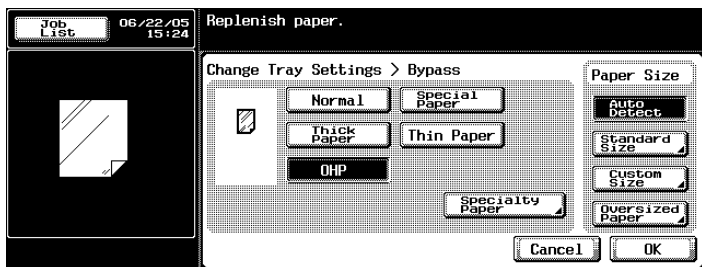 Job List
06/22/05
15:24
Replenish paper.
Change Tray Settings > Bypass
Normal
Special
Paper
Thick
Paper
Thin Paper
OHP
Specialty
Paper
Paper Size
Auto
Detect
Standard
Size
Custom
Size
Oversized
Paper
Cancel
OK